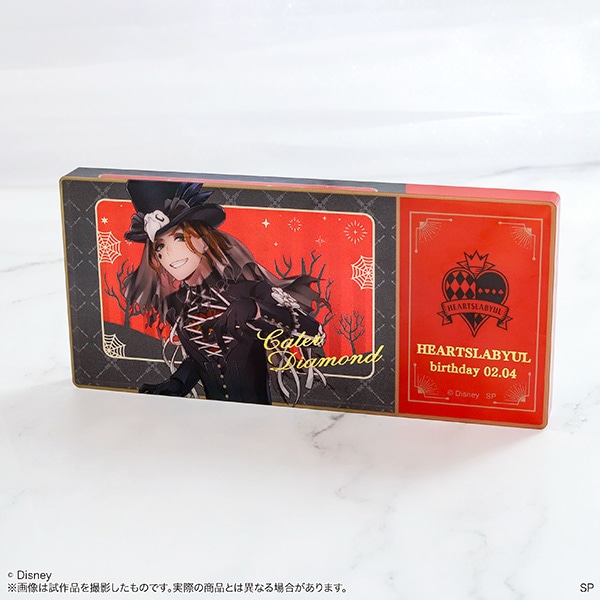 Cater
Diamond
HEARTSLABYUL
HEARTSLABYUL
birthday 02.04
© Disney SP
© Disney
※画像は試作品を撮影したものです。実際の商品とは異なる場合があります。
SP